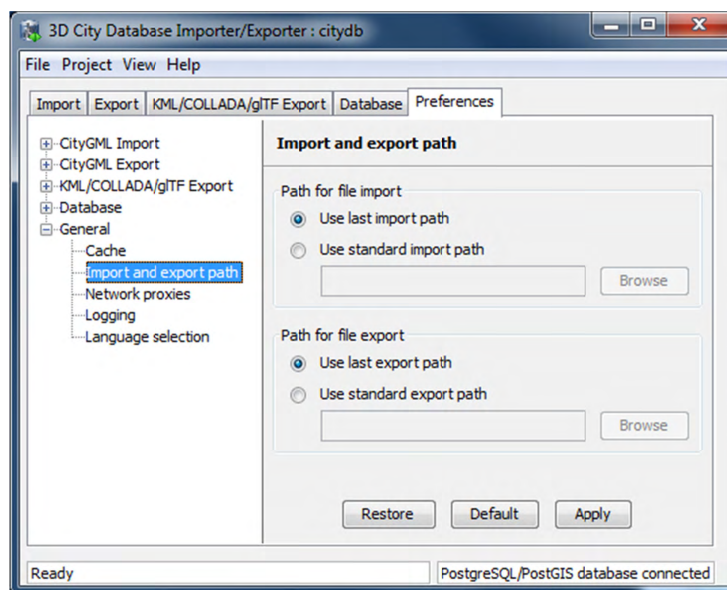 3D City Database Importer/Exporter : citydb
File Project View Help
Import Export KML/COLLADA/glTF Export Database Preferences
CityGML Import
CityGML Export
KML/COLLADA/glTF Export
Database
General
Cache
Import and export path
Network proxies
Logging
Language selection
Import and export path
Path for file import
Use last import path
Use standard import path
Browse
Path for file export
Use last export path
Use standard export path
Browse
Restore Default Apply
Ready PostgreSQL/PostGIS database connected